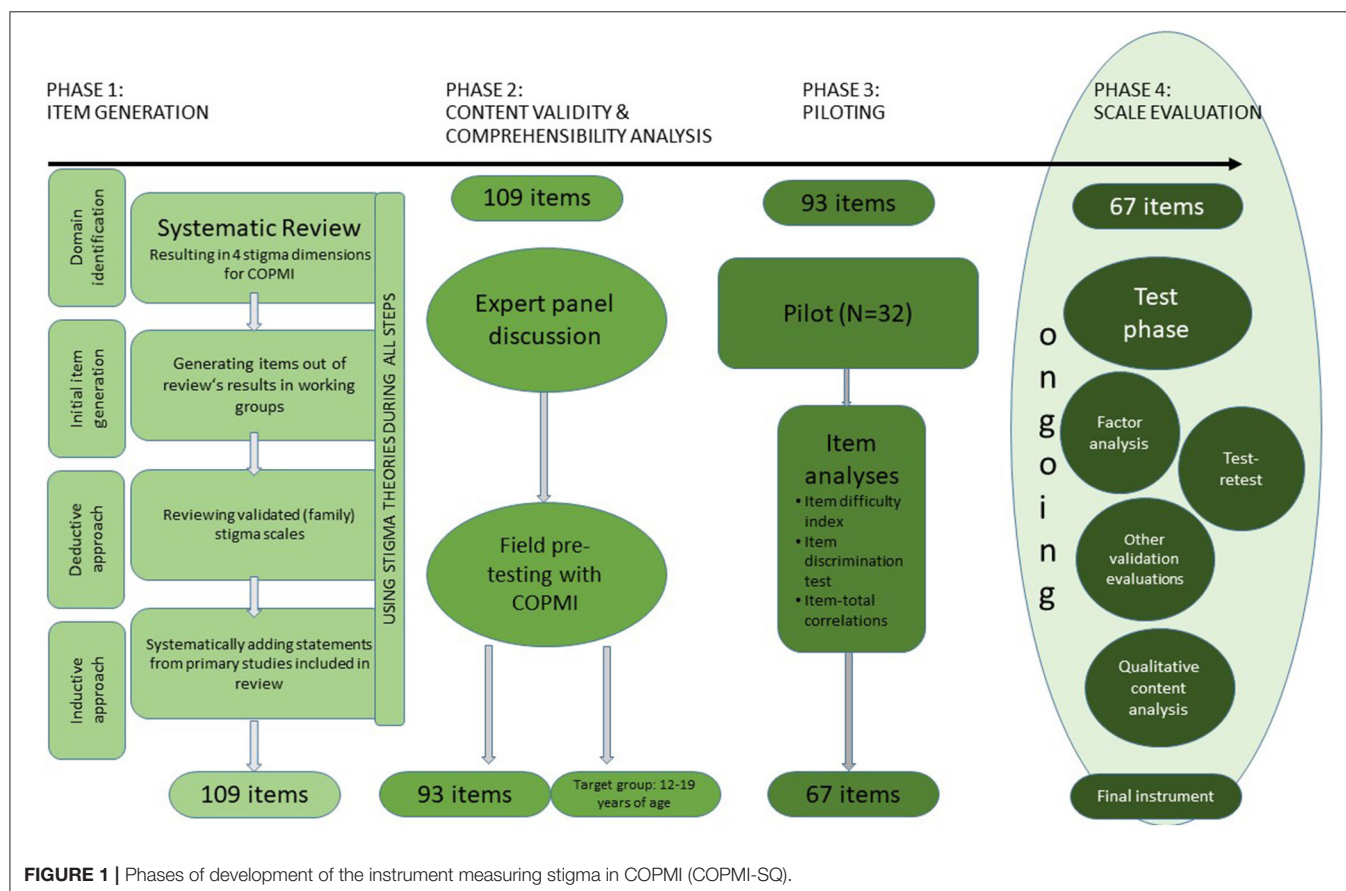 PHASE 1:
ITEM GENERATION
PHASE 2:
CONTENT VALIDITY &
COMPREHENSIBILITY ANALYSIS
PHASE 3:
PILOTING
PHASE 4:
SCALE EVALUATION
Domain
identification
Systematic Review
Resulting in 4 stigma dimensions
for COPMI
Initial item
generation
Generating items out of
review's results in working
groups
Deductive
approach
Reviewing validated (family)
stigma scales
Inductive
approach
Systematically adding statements
from primary studies included in
review
USING STIGMA THEORIES DURING ALL STEPS
109 items
109 items
Expert panel
discussion
Field pre-
testing with
COPMI
93 items
Target group: 12-19
years of age
93 items
Pilot (N=32)
Item
analyses
• Item difficulty
index
• Item
discrimination
test
• Item-total
correlations
67 items
67 items
ongoing
Test
phase
Factor
analysis
Test-
retest
Other
validation
evaluations
Qualitative
content
analysis
Final instrument
FIGURE 1 | Phases of development of the instrument measuring stigma in COPMI (COPMI-SQ).